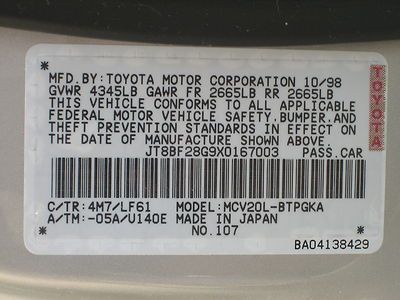 MFD.BY:TOYOTA MOTOR CORPORATION 10/98
GVWR 4345LB GAWR FR 2665LB RR 2665LB
THIS VEHICLE CONFORMS TO ALL APPLICABLE
FEDERAL MOTOR VEHICLE SAFETY,BUMPER,AND
THEFT PREVENTION STANDARDS IN EFFECT ON
THE DATE OF MANUFACTURE SHOWN ABOVE.
JT8BF28G9X0167003 PASS.CAR
C/TR:4M7/LF61 MODEL:MCV20L-BTPGKA
A/TM:-05A/U140E MADE IN JAPAN
NO.107
BA04138429
TOYOTA